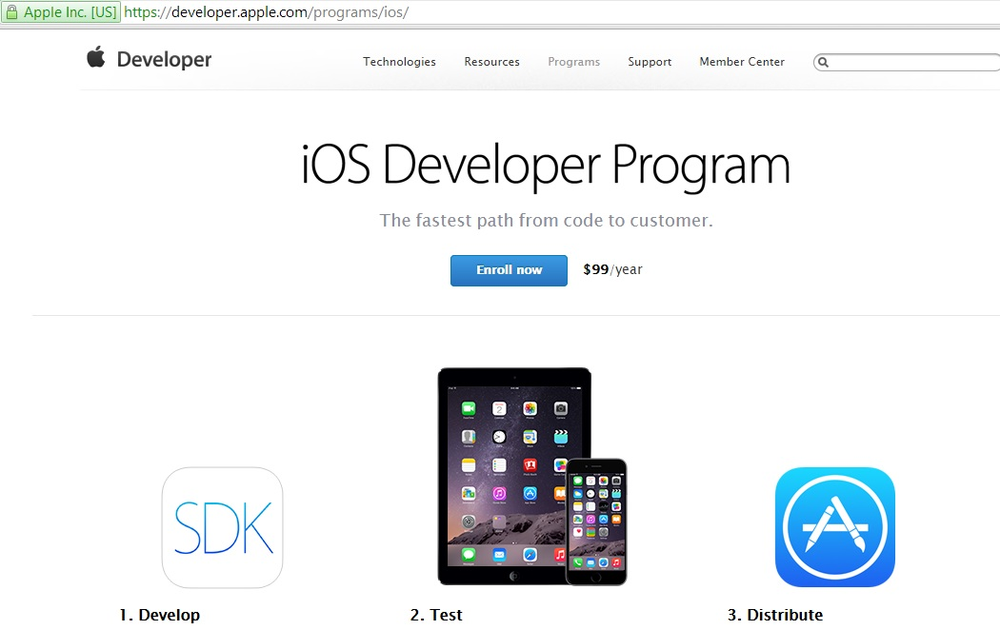 Apple Inc. [US] https://developer.apple.com/programs/ios/
Developer Technologies Resources Programs Support Member Center
iOS Developer Program
The fastest path from code to customer.
Enroll now $99/year
SDK
1. Develop 2. Test 3. Distribute